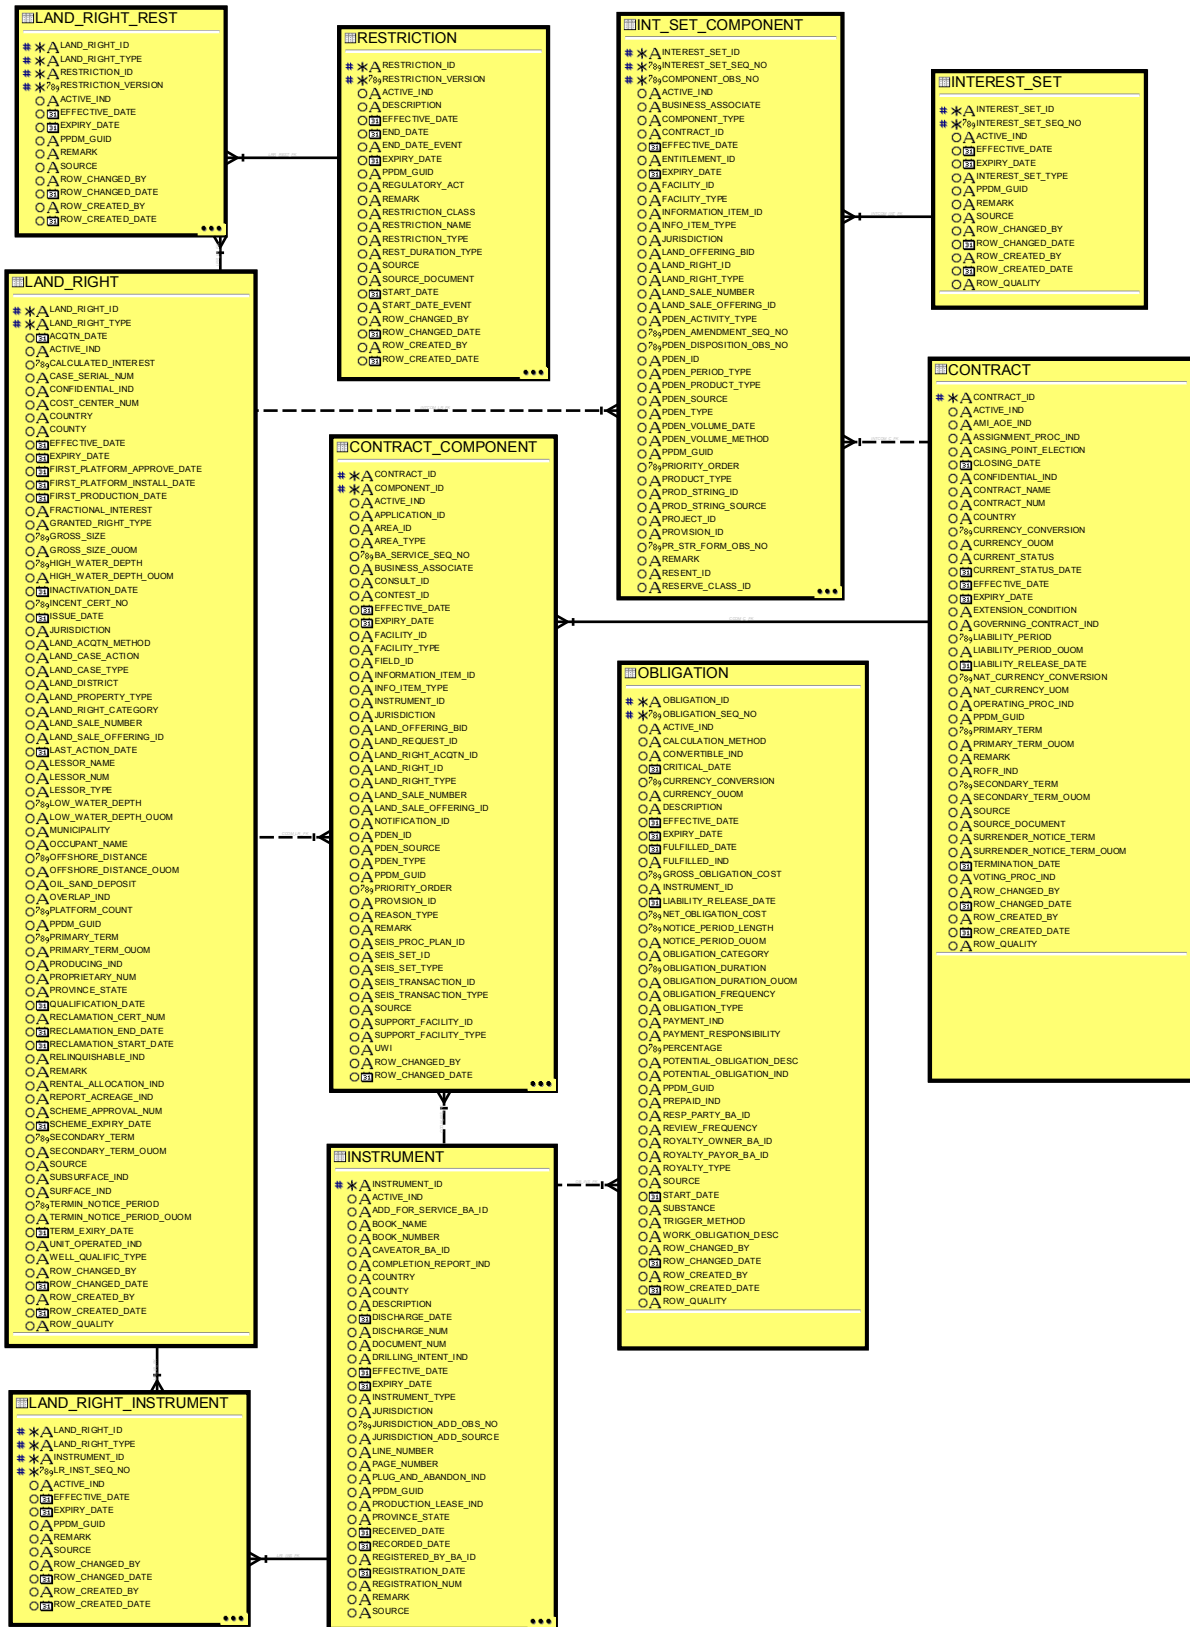 LAND_RIGHT_REST
LAND_RIGHT_ID
LAND_RIGHT_TYPE
RESTRICTION_ID
RESTRICTION_VERSION
ACTIVE_IND
EFFECTIVE_DATE
EXPIRY_DATE
PPDM_GUID
REMARK
SOURCE
ROW_CHANGED_BY
ROW_CHANGED_DATE
ROW_CREATED_BY
ROW_CREATED_DATE
RESTRICTION
RESTRICTION_ID
RESTRICTION_VERSION
ACTIVE_IND
DESCRIPTION
EFFECTIVE_DATE
END_DATE
END_DATE_EVENT
EXPIRY_DATE
PPDM_GUID
REGULATORY_ACT
REMARK
RESTRICTION_CLASS
RESTRICTION_NAME
RESTRICTION_TYPE
REST_DURATION_TYPE
SOURCE
SOURCE_DOCUMENT
START_DATE
START_DATE_EVENT
ROW_CHANGED_BY
ROW_CHANGED_DATE
ROW_CREATED_BY
ROW_CREATED_DATE
INT_SET_COMPONENT
INTEREST_SET_ID
INTEREST_SET_SEQ_NO
COMPONENT_OBS_NO
ACTIVE_IND
BUSINESS_ASSOCIATE
COMPONENT_TYPE
CONTRACT_ID
EFFECTIVE_DATE
ENTITLEMENT_ID
EXPIRY_DATE
FACILITY_ID
FACILITY_TYPE
INFORMATION_ITEM_ID
INFO_ITEM_TYPE
JURISDICTION
LAND_OFFERING_BID
LAND_RIGHT_ID
LAND_RIGHT_TYPE
LAND_SALE_NUMBER
LAND_SALE_OFFERING_ID
PDEN_ACTIVITY_TYPE
PDEN_AMENDMENT_SEQ_NO
PDEN_DISPOSITION_OBS_NO
PDEN_ID
PDEN_PERIOD_TYPE
PDEN_PRODUCT_TYPE
PDEN_SOURCE
PDEN_TYPE
PDEN_VOLUME_DATE
PDEN_VOLUME_METHOD
PPDM_GUID
PRIORITY_ORDER
PRODUCT_TYPE
PROD_STRING_ID
PROD_STRING_SOURCE
PROJECT_ID
PROVISION_ID
PR_STR_FORM_OBS_NO
REMARK
RESENT_ID
RESERVE_CLASS_ID
INTEREST_SET
INTEREST_SET_ID
INTEREST_SET_SEQ_NO
ACTIVE_IND
EFFECTIVE_DATE
EXPIRY_DATE
INTEREST_SET_TYPE
PPDM_GUID
REMARK
SOURCE
ROW_CHANGED_BY
ROW_CHANGED_DATE
ROW_CREATED_BY
ROW_CREATED_DATE
ROW_QUALITY
LAND_RIGHT
LAND_RIGHT_ID
LAND_RIGHT_TYPE
ACQTN_DATE
ACTIVE_IND
CALCULATED_INTEREST
CASE_SERIAL_NUM
CONFIDENTIAL_IND
COST_CENTER_NUM
COUNTRY
COUNTY
EFFECTIVE_DATE
EXPIRY_DATE
FIRST_PLATFORM_APPROVE_DATE
FIRST_PLATFORM_INSTALL_DATE
FIRST_PRODUCTION_DATE
FRACTIONAL_INTEREST
GRANTED_RIGHT_TYPE
GROSS_SIZE
GROSS_SIZE_OUOM
HIGH_WATER_DEPTH
HIGH_WATER_DEPTH_OUOM
INACTIVATION_DATE
INCENT_CERT_NO
ISSUE_DATE
JURISDICTION
LAND_ACQTN_METHOD
LAND_CASE_ACTION
LAND_CASE_TYPE
LAND_DISTRICT
LAND_PROPERTY_TYPE
LAND_RIGHT_CATEGORY
LAND_SALE_NUMBER
LAND_SALE_OFFERING_ID
LAST_ACTION_DATE
LESSOR_NAME
LESSOR_NUM
LESSOR_TYPE
LOW_WATER_DEPTH
LOW_WATER_DEPTH_OUOM
MUNICIPALITY
OCCUPANT_NAME
OFFSHORE_DISTANCE
OFFSHORE_DISTANCE_OUOM
OIL_SAND_DEPOSIT
OVERLAP_IND
PLATFORM_COUNT
PPDM_GUID
PRIMARY_TERM
PRIMARY_TERM_OUOM
PRODUCING_IND
PROPRIETARY_NUM
PROVINCE_STATE
QUALIFICATION_DATE
RECLAMATION_CERT_NUM
RECLAMATION_END_DATE
RECLAMATION_START_DATE
RELINQUISHABLE_IND
REMARK
RENTAL_ALLOCATION_IND
REPORT_ACREAGE_IND
SCHEME_APPROVAL_NUM
SCHEME_EXPIRY_DATE
SECONDARY_TERM
SECONDARY_TERM_OUOM
SOURCE
SUBSURFACE_IND
SURFACE_IND
TERMIN_NOTICE_PERIOD
TERMIN_NOTICE_PERIOD_OUOM
TERM_EXIRY_DATE
UNIT_OPERATED_IND
WELL_QUALIFIC_TYPE
ROW_CHANGED_BY
ROW_CHANGED_DATE
ROW_CREATED_BY
ROW_CREATED_DATE
ROW_QUALITY
CONTRACT_COMPONENT
CONTRACT_ID
COMPONENT_ID
ACTIVE_IND
APPLICATION_ID
AREA_ID
AREA_TYPE
BA_SERVICE_SEQ_NO
BUSINESS_ASSOCIATE
CONSULT_ID
CONTEST_ID
EFFECTIVE_DATE
EXPIRY_DATE
FACILITY_ID
FACILITY_TYPE
FIELD_ID
INFORMATION_ITEM_ID
INFO_ITEM_TYPE
INSTRUMENT_ID
JURISDICTION
LAND_OFFERING_BID
LAND_REQUEST_ID
LAND_RIGHT_ACQTN_ID
LAND_RIGHT_ID
LAND_RIGHT_TYPE
LAND_SALE_NUMBER
LAND_SALE_OFFERING_ID
NOTIFICATION_ID
PDEN_ID
PDEN_SOURCE
PDEN_TYPE
PPDM_GUID
PRIORITY_ORDER
PROVISION_ID
REASON_TYPE
REMARK
SEIS_PROC_PLAN_ID
SEIS_SET_ID
SEIS_SET_TYPE
SEIS_TRANSACTION_ID
SEIS_TRANSACTION_TYPE
SOURCE
SUPPORT_FACILITY_ID
SUPPORT_FACILITY_TYPE
UWI
ROW_CHANGED_BY
ROW_CHANGED_DATE
CONTRACT
CONTRACT_ID
ACTIVE_IND
AMI_AOE_IND
ASSIGNMENT_PROC_IND
CASING_POINT_ELECTION
CLOSING_DATE
CONFIDENTIAL_IND
CONTRACT_NAME
CONTRACT_NUM
COUNTRY
CURRENCY_CONVERSION
CURRENCY_OUOM
CURRENT_STATUS
CURRENT_STATUS_DATE
EFFECTIVE_DATE
EXPIRY_DATE
EXTENSION_CONDITION
GOVERNING_CONTRACT_IND
LIABILITY_PERIOD
LIABILITY_PERIOD_OUOM
LIABILITY_RELEASE_DATE
NAT_CURRENCY_CONVERSION
NAT_CURRENCY_UOM
OPERATING_PROC_IND
PPDM_GUID
PRIMARY_TERM
PRIMARY_TERM_OUOM
REMARK
ROFR_IND
SECONDARY_TERM
SECONDARY_TERM_OUOM
SOURCE
SOURCE_DOCUMENT
SURRENDER_NOTICE_TERM
SURRENDER_NOTICE_TERM_OUOM
TERMINATION_DATE
VOTING_PROC_IND
ROW_CHANGED_BY
ROW_CHANGED_DATE
ROW_CREATED_BY
ROW_CREATED_DATE
ROW_QUALITY
OBLIGATION
OBLIGATION_ID
OBLIGATION_SEQ_NO
ACTIVE_IND
CALCULATION_METHOD
CONVERTIBLE_IND
CRITICAL_DATE
CURRENCY_CONVERSION
CURRENCY_OUOM
DESCRIPTION
EFFECTIVE_DATE
EXPIRY_DATE
FULFILLED_DATE
FULFILLED_IND
GROSS_OBLIGATION_COST
INSTRUMENT_ID
LIABILITY_RELEASE_DATE
NET_OBLIGATION_COST
NOTICE_PERIOD_LENGTH
NOTICE_PERIOD_OUOM
OBLIGATION_CATEGORY
OBLIGATION_DURATION
OBLIGATION_DURATION_OUOM
OBLIGATION_FREQUENCY
OBLIGATION_TYPE
PAYMENT_IND
PAYMENT_RESPONSIBILITY
PERCENTAGE
POTENTIAL_OBLIGATION_DESC
POTENTIAL_OBLIGATION_IND
PPDM_GUID
PREPAID_IND
RESP_PARTY_BA_ID
REVIEW_FREQUENCY
ROYALTY_OWNER_BA_ID
ROYALTY_PAYOR_BA_ID
ROYALTY_TYPE
SOURCE
START_DATE
SUBSTANCE
TRIGGER_METHOD
WORK_OBLIGATION_DESC
ROW_CHANGED_BY
ROW_CHANGED_DATE
ROW_CREATED_BY
ROW_CREATED_DATE
ROW_QUALITY
INSTRUMENT
INSTRUMENT_ID
ACTIVE_IND
ADD_FOR_SERVICE_BA_ID
BOOK_NAME
BOOK_NUMBER
CAVEATOR_BA_ID
COMPLETION_REPORT_IND
COUNTRY
COUNTY
DESCRIPTION
DISCHARGE_DATE
DISCHARGE_NUM
DOCUMENT_NUM
DRILLING_INTENT_IND
EFFECTIVE_DATE
EXPIRY_DATE
INSTRUMENT_TYPE
JURISDICTION
JURISDICTION_ADD_OBS_NO
JURISDICTION_ADD_SOURCE
LINE_NUMBER
PAGE_NUMBER
PLUG_AND_ABANDON_IND
PPDM_GUID
PRODUCTION_LEASE_IND
PROVINCE_STATE
RECEIVED_DATE
RECORDED_DATE
REGISTERED_BY_BA_ID
REGISTRATION_DATE
REGISTRATION_NUM
REMARK
SOURCE
LAND_RIGHT_INSTRUMENT
LAND_RIGHT_ID
LAND_RIGHT_TYPE
INSTRUMENT_ID
LR_INST_SEQ_NO
ACTIVE_IND
EFFECTIVE_DATE
EXPIRY_DATE
PPDM_GUID
REMARK
SOURCE
ROW_CHANGED_BY
ROW_CHANGED_DATE
ROW_CREATED_BY
ROW_CREATED_DATE